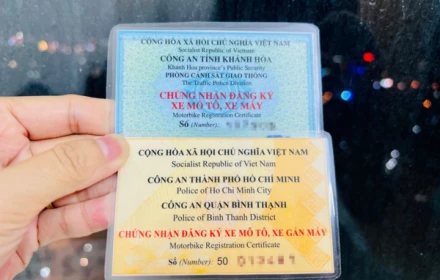 CỘNG HÒA XÃ HỘI CHỦ NGHĨA VIỆT NAM
Socialist Republic of Vietnam
CÔNG AN TỈNH KHÁNH HÒA
Khanh Hoa province's Public Security
PHÒNG CẢNH SÁT GIAO THÔNG
The Traffic Police Division
CHỨNG NHẬN ĐĂNG KÝ
XE MÔ TÔ, XE MÁY
Motorbike Registration Certificate
Số (Number):
CỘNG HÒA XÃ HỘI CHỦ NGHĨA VIỆT NAM
Socialist Republic of Viet Nam
CÔNG AN THÀNH PHỐ HỒ CHÍ MINH
Police of Ho Chi Minh City
CÔNG AN QUẬN BÌNH THẠNH
Police of Binh Thanh District
CHỨNG NHẬN ĐĂNG KÝ XE MÔ TÔ, XE GẮN MÁY
Motorbike Registration Certificate
Số (Number): 50